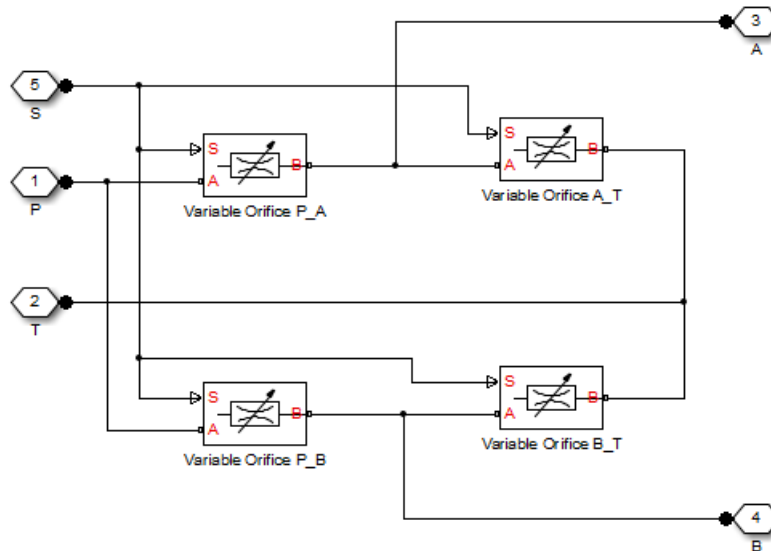 3
A
5
S
S
B
A
Variable Orifice P_A
S
B
A
Variable Orifice A_T
1
P
2
T
S
B
A
Variable Orifice P_B
S
B
A
Variable Orifice B_T
4
B